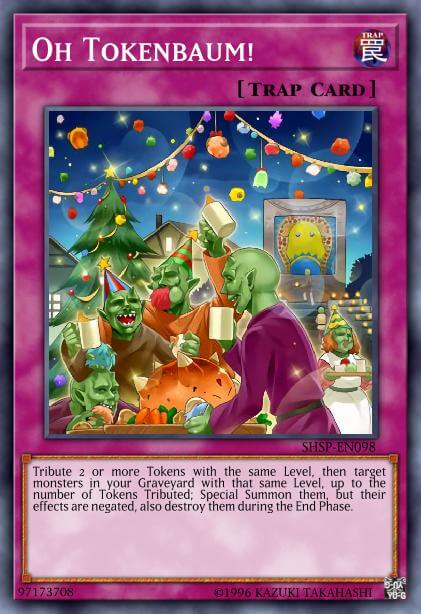 Oh Tokenbaum!
TRAP
罠
[ Trap Card ]
SHSP-EN098
Tribute 2 or more Tokens with the same Level, then target
monsters in your Graveyard with that same Level, up to the
number of Tokens Tributed; Special Summon them, but their
effects are negated, also destroy them during the End Phase.
97173708
©1996 KAZUKI TAKAHASHI